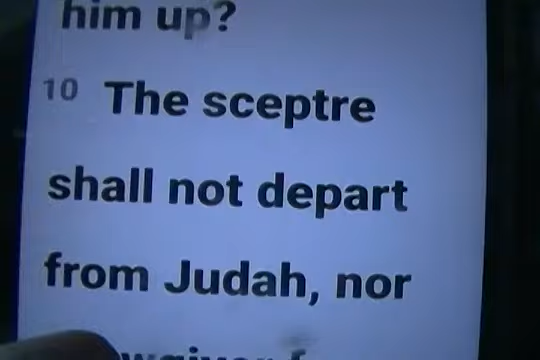 him up?
10 The sceptre
shall not depart
from Judah, nor